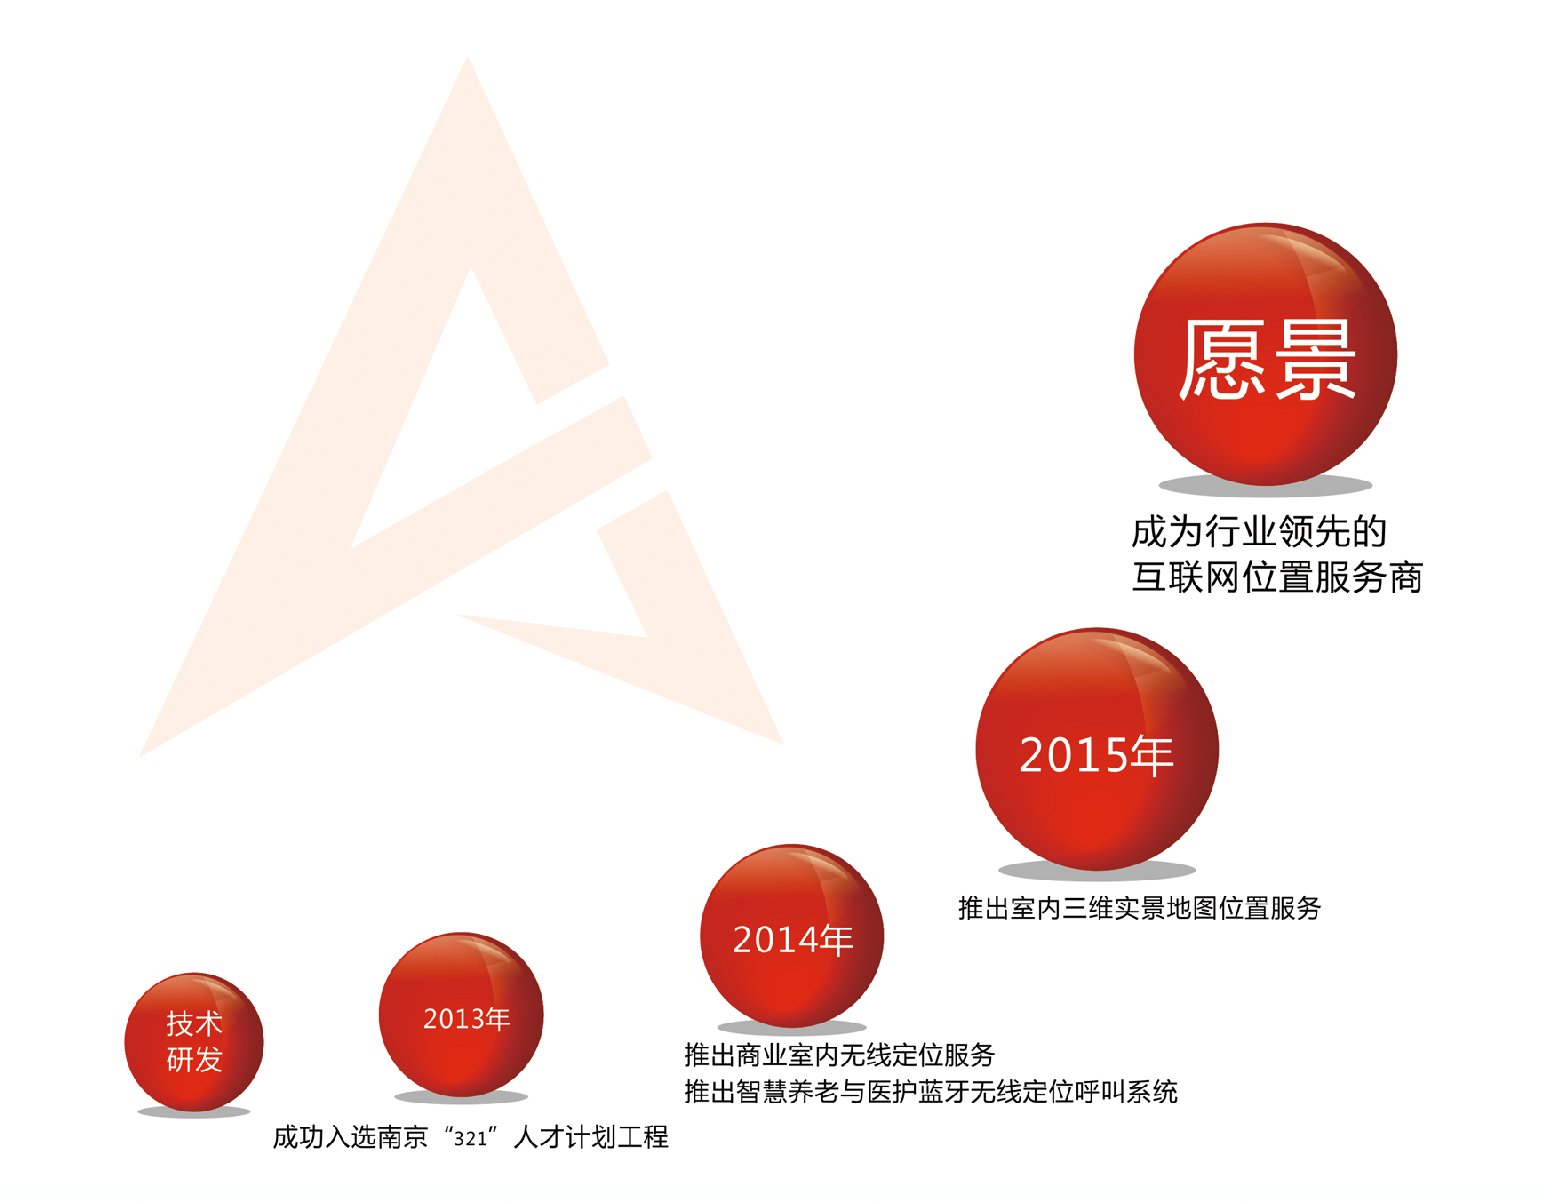 愿景
成为行业领先的
互联网位置服务商
2015年
推出室内三维实景地图位置服务
2014年
推出商业室内无线定位服务
推出智慧养老与医护蓝牙无线定位呼叫系统
2013年
成功入选南京“321”人才计划工程
技术
研发